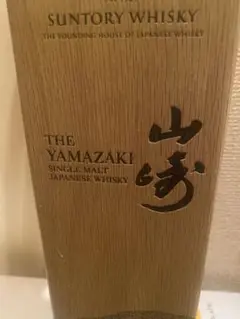 SUNTORY WHISKY
THE FOUNDING HOUSE OF JAPANESE WHISKY
THE
YAMAZAKI
SINGLE MALT
JAPANESE WHISKY
山崎